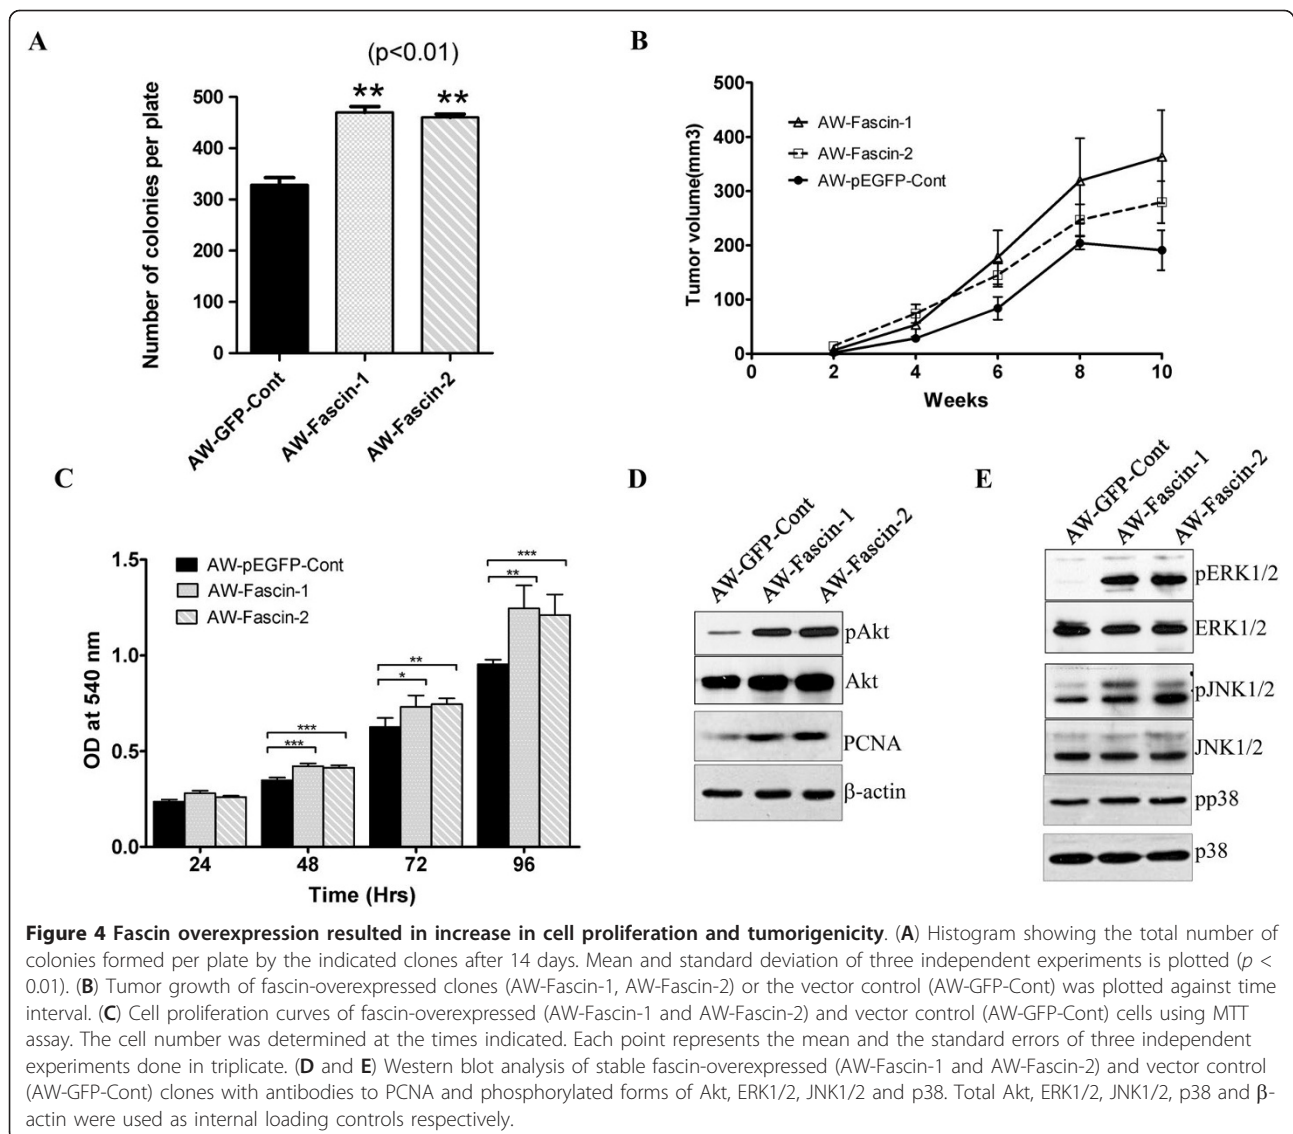 A
(p<0.01)
** **
Number of colonies per plate
500
400
300
200
100
0
AW-GFP-Cont
AW-Fascin-1
AW-Fascin-2
B
Tumor volume(mm3)
500
400
300
200
100
0
AW-Fascin-1
AW-Fascin-2
AW-pEGFP-Cont
0 2 4 6 8 10
Weeks
C
OD at 540 nm
1.5
1.0
0.5
0.0
AW-pEGFP-Cont
AW-Fascin-1
AW-Fascin-2
***
***
**
*
***
**
24 48 72 96
Time (Hrs)
D
AW-GFP-Cont
AW-Fascin-1
AW-Fascin-2
pAkt
Akt
PCNA
β-actin
E
AW-GFP-Cont
AW-Fascin-1
AW-Fascin-2
pERK1/2
ERK1/2
pJNK1/2
JNK1/2
pp38
p38
Figure 4 Fascin overexpression resulted in increase in cell proliferation and tumorigenicity. (A) Histogram showing the total number of
colonies formed per plate by the indicated clones after 14 days. Mean and standard deviation of three independent experiments is plotted (p <
0.01). (B) Tumor growth of fascin-overexpressed clones (AW-Fascin-1, AW-Fascin-2) or the vector control (AW-GFP-Cont) was plotted against time
interval. (C) Cell proliferation curves of fascin-overexpressed (AW-Fascin-1 and AW-Fascin-2) and vector control (AW-GFP-Cont) cells using MTT
assay. The cell number was determined at the times indicated. Each point represents the mean and the standard errors of three independent
experiments done in triplicate. (D and E) Western blot analysis of stable fascin-overexpressed (AW-Fascin-1 and AW-Fascin-2) and vector control
(AW-GFP-Cont) clones with antibodies to PCNA and phosphorylated forms of Akt, ERK1/2, JNK1/2 and p38. Total Akt, ERK1/2, JNK1/2, p38 and β-
actin were used as internal loading controls respectively.